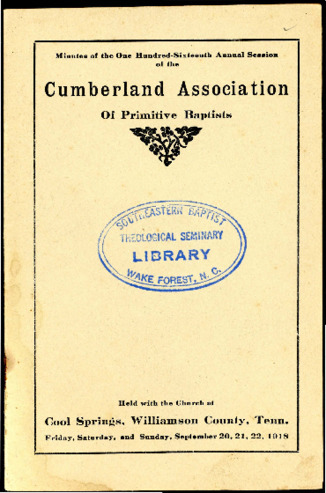 Minutes of the One Hundred-Sixteenth Annual Session
of the
Cumberland Association
Of Primitive Baptists
SOUTHEASTERN BAPTIST
THEOLOGICAL SEMINARY
LIBRARY
WAKE FOREST, N. C.
Held with the Church at
Cool Springs, Williamson County, Tenn.
Friday, Saturday, and Sunday, September 20, 21, 22, 1918